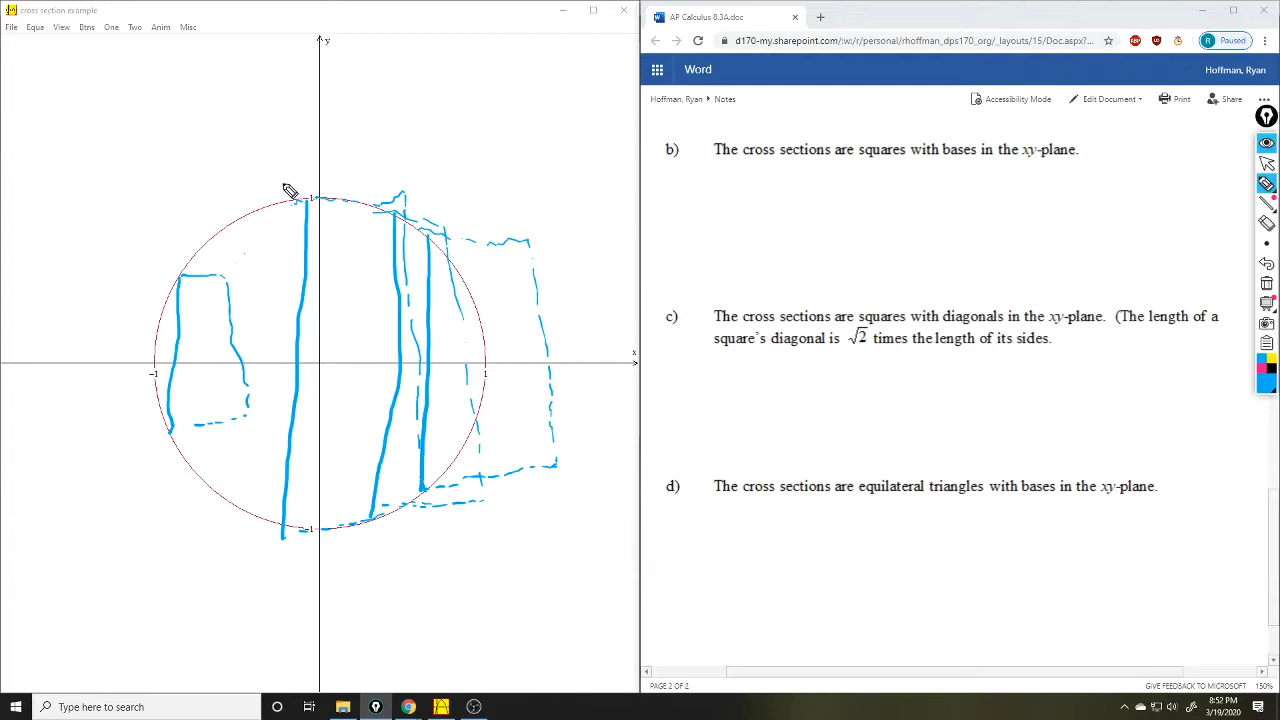 cross section example
File Equa View Btns One Two Anim Misc
y
1
x
−1
1
−1
AP Calculus 8.3A.doc
d170-my.sharepoint.com/:w:/r/personal/rhoffman_dps170_org/_layouts/15/Doc.aspx?...
ABP
R Paused
Word
Hoffman, Ryan
Hoffman, Ryan Notes
Accessibility Mode
Edit Document
Print
Share
b) The cross sections are squares with bases in the xy-plane.
c) The cross sections are squares with diagonals in the xy-plane. (The length of a
square's diagonal is √2 times the length of its sides.
d) The cross sections are equilateral triangles with bases in the xy-plane.
PAGE 2 OF 2
GIVE FEEDBACK TO MICROSOFT
150%
Type here to search
8:52 PM
3/19/2020